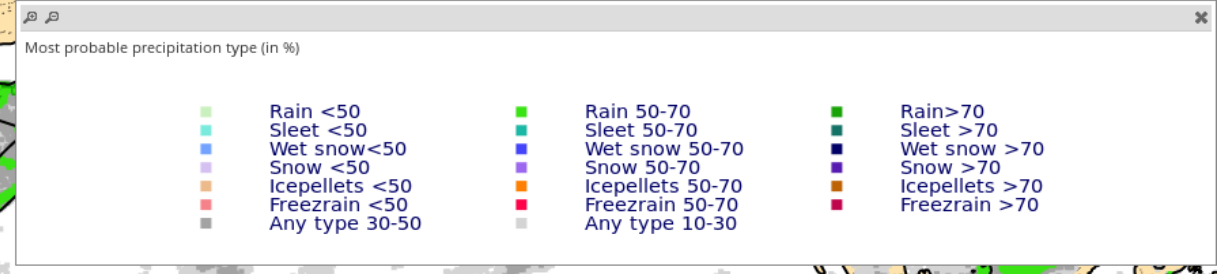 Most probable precipitation type (in %)
Rain <50 Rain 50-70 Rain>70
Sleet <50 Sleet 50-70 Sleet >70
Wet snow<50 Wet snow 50-70 Wet snow >70
Snow <50 Snow 50-70 Snow >70
Icepellets <50 Icepellets 50-70 Icepellets >70
Freezrain <50 Freezrain 50-70 Freezrain >70
Any type 30-50 Any type 10-30